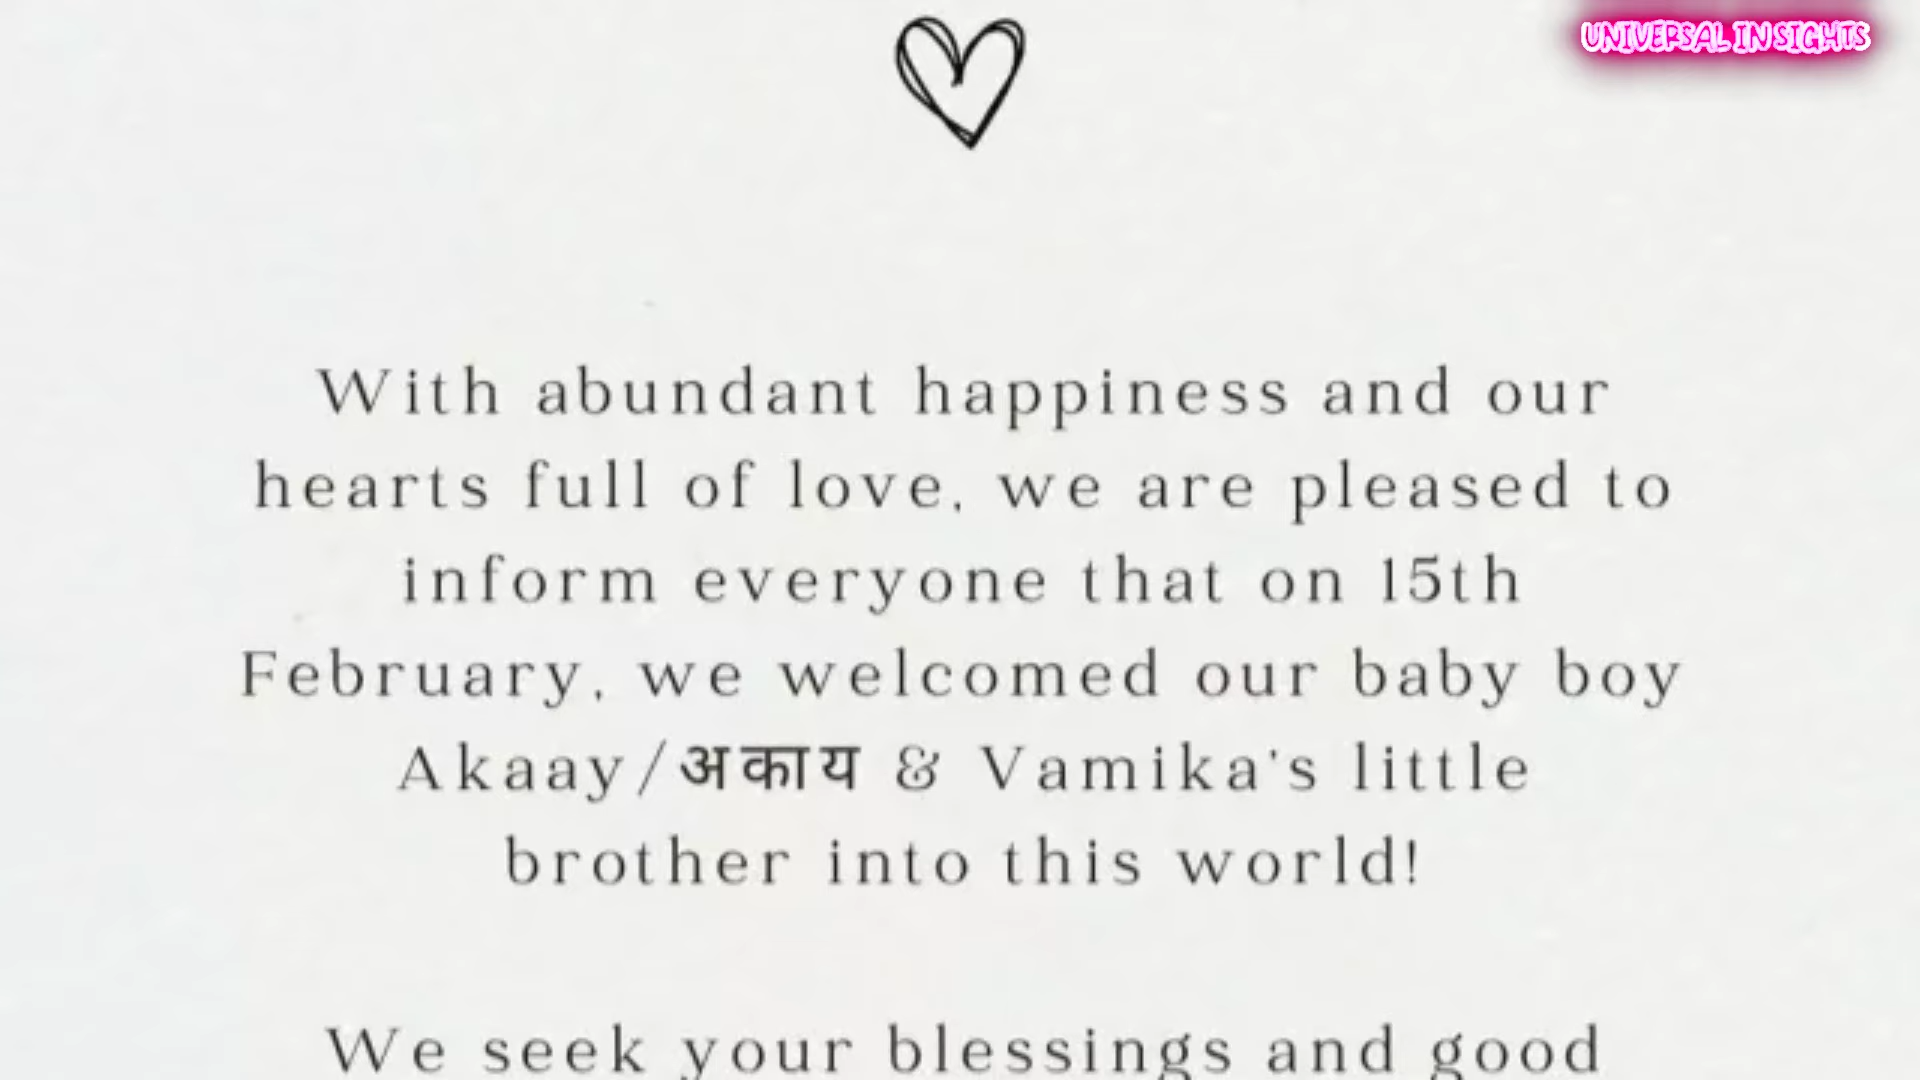 UNIVERSAL INSIGHTS
With abundant happiness and our
hearts full of love, we are pleased to
inform everyone that on 15th
February, we welcomed our baby boy
Akaay/अकाय & Vamika's little
brother into this world!
We seek your blessings and good